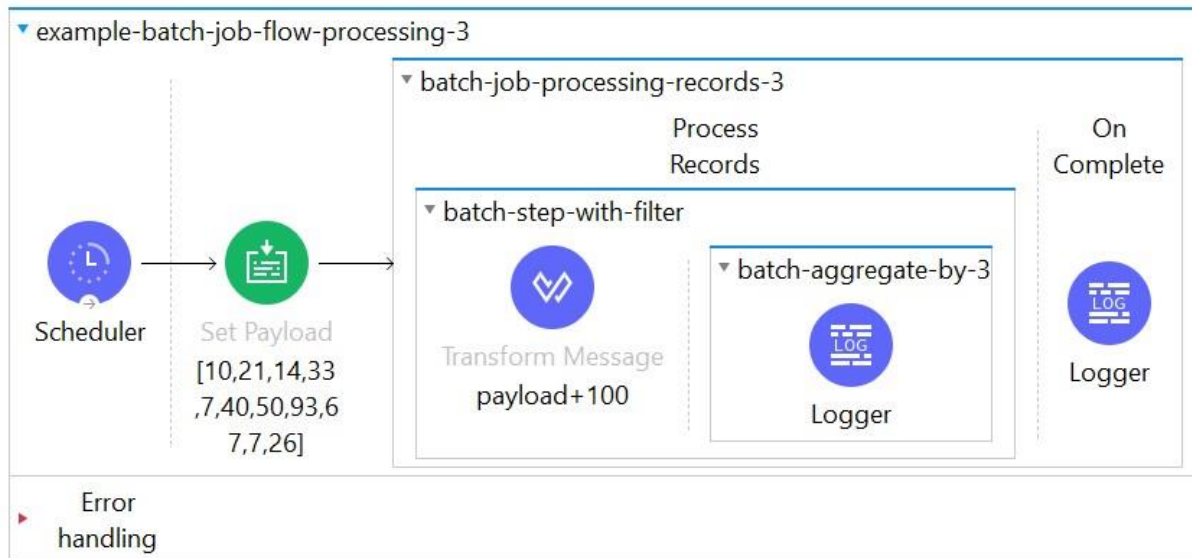 example-batch-job-flow-processing-3
batch-job-processing-records-3
Process
Records
On
Complete
batch-step-with-filter
batch-aggregate-by-3
LOG
LOG
Scheduler
Set Payload
[10,21,14,33
,7,40,50,93,6
7,7,26]
Transform Message
payload+100
Logger
Logger
Error
handling